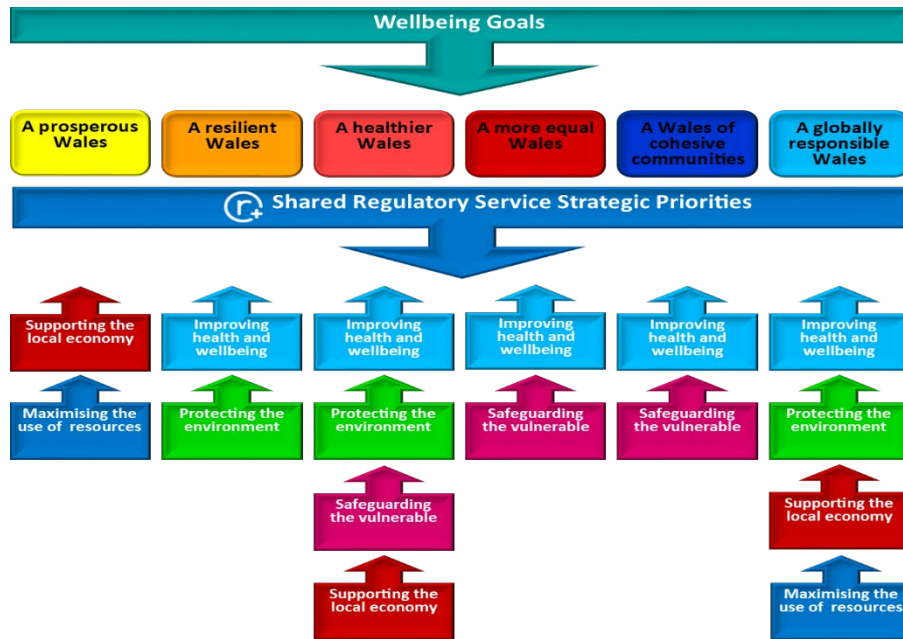 Wellbeing Goals
A prosperous
Wales
A resilient
Wales
A healthier
Wales
A more equal
Wales
A Wales of
cohesive
communities
A globally
responsible
Wales
r+ Shared Regulatory Service Strategic Priorities
Supporting the
local economy
Improving
health and
wellbeing
Improving
health and
wellbeing
Improving
health and
wellbeing
Improving
health and
wellbeing
Improving
health and
wellbeing
Maximising the
use of resources
Protecting the
environment
Protecting the
environment
Safeguarding
the vulnerable
Safeguarding
the vulnerable
Protecting the
environment
Safeguarding
the vulnerable
Supporting the
local economy
Supporting the
local economy
Maximising the
use of resources